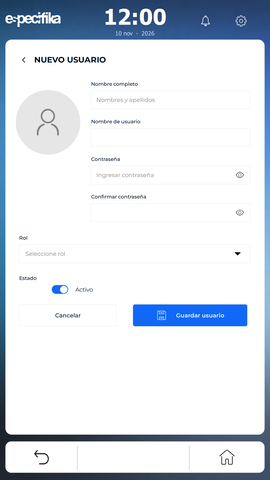 e-pecifika
12:00
10 nov - 2026
NUEVO USUARIO
Nombre completo
Nombres y apellidos
Nombre de usuario
Contraseña
Ingresar contraseña
Confirmar contraseña
Rol
Seleccione rol
Estado
Activo
Cancelar
Guardar usuario